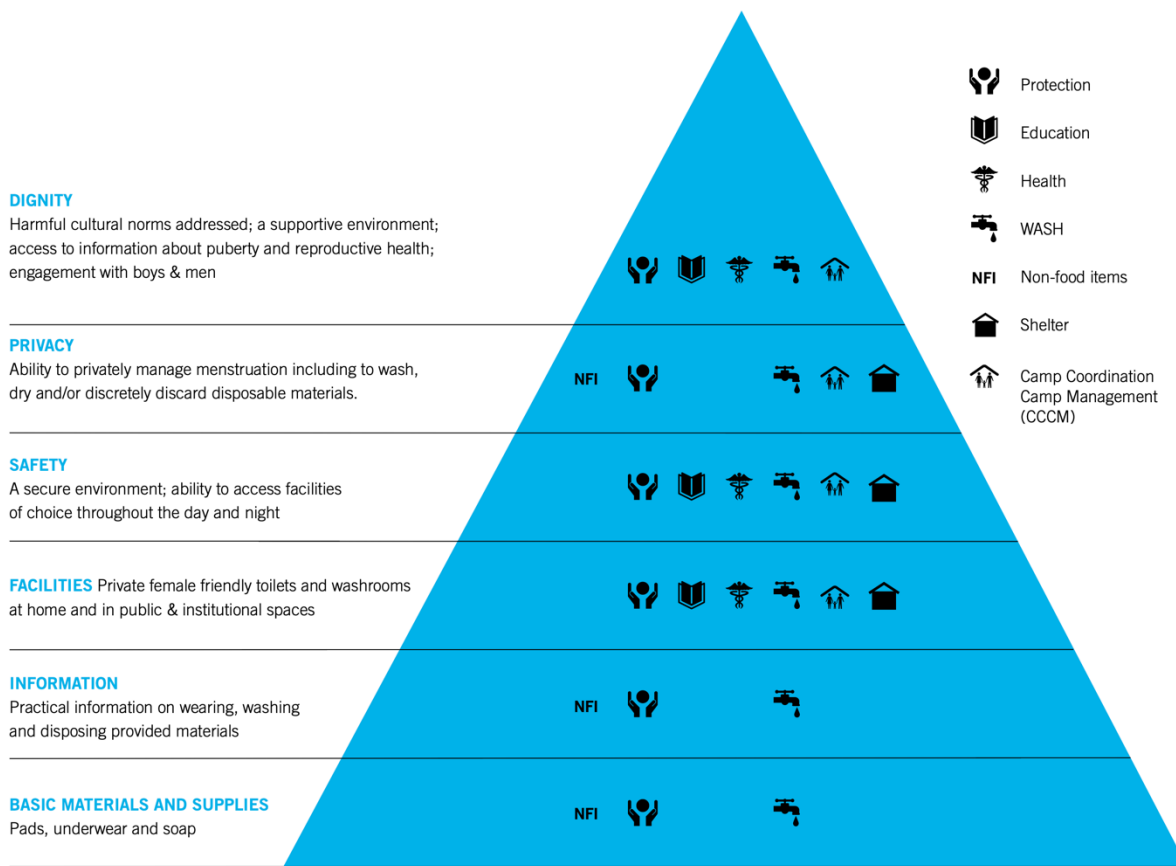 DIGNITY
Harmful cultural norms addressed; a supportive environment;
access to information about puberty and reproductive health;
engagement with boys & men
PRIVACY
Ability to privately manage menstruation including to wash,
dry and/or discretely discard disposable materials.
NFI
SAFETY
A secure environment; ability to access facilities
of choice throughout the day and night
FACILITIES Private female friendly toilets and washrooms
at home and in public & institutional spaces
INFORMATION
Practical information on wearing, washing
and disposing provided materials
NFI
BASIC MATERIALS AND SUPPLIES
Pads, underwear and soap
NFI
Protection
Education
Health
WASH
NFI Non-food items
Shelter
Camp Coordination
Camp Management
(CCCM)